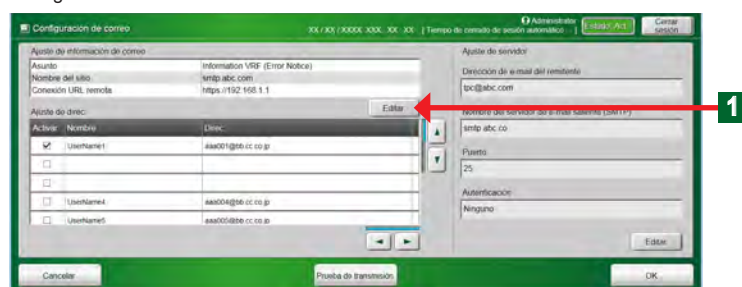 Configuración de correo
XX / XX / XXXX XXX XX : XX
Tiempo de cerrado de sesión automático
Administrator
Estado: Act.
Cerrar sesión
Ajuste de información de correo
Asunto Information VRF (Error Notice)
Nombre del sitio smtp.abc.com
Conexión URL remota https://192.168.1.1
Editar
1
Ajuste de direc.
Activar Nombre Direc.
UserName1 aaa001@bb.cc.co.jp
UserName4 aaa004@bb.cc.co.jp
UserName5 aaa005@bb.cc.co.jp
Ajuste de servidor
Dirección de e-mail del remitente
tpc@abc.com
Nombre del servidor de e-mail saliente (SMTP)
smtp.abc.co
Puerto
25
Autenticación
Ninguno
Editar
Cancelar
Prueba de transmisión
OK